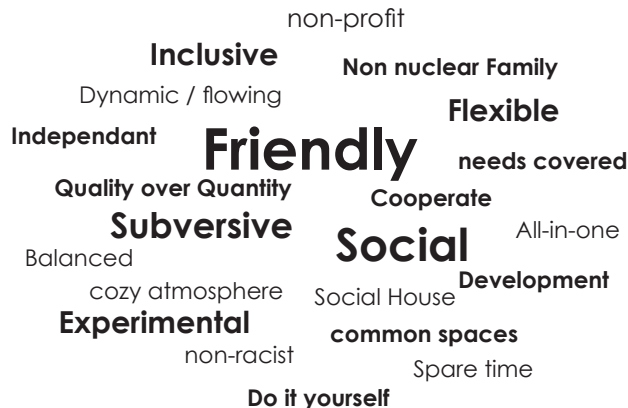 non-profit
Inclusive
Non nuclear Family
Dynamic / flowing
Flexible
Independant
Friendly
needs covered
Quality over Quantity
Cooperate
Subversive
Social
All-in-one
Balanced
Development
cozy atmosphere
Social House
Experimental
common spaces
non-racist
Spare time
Do it yourself